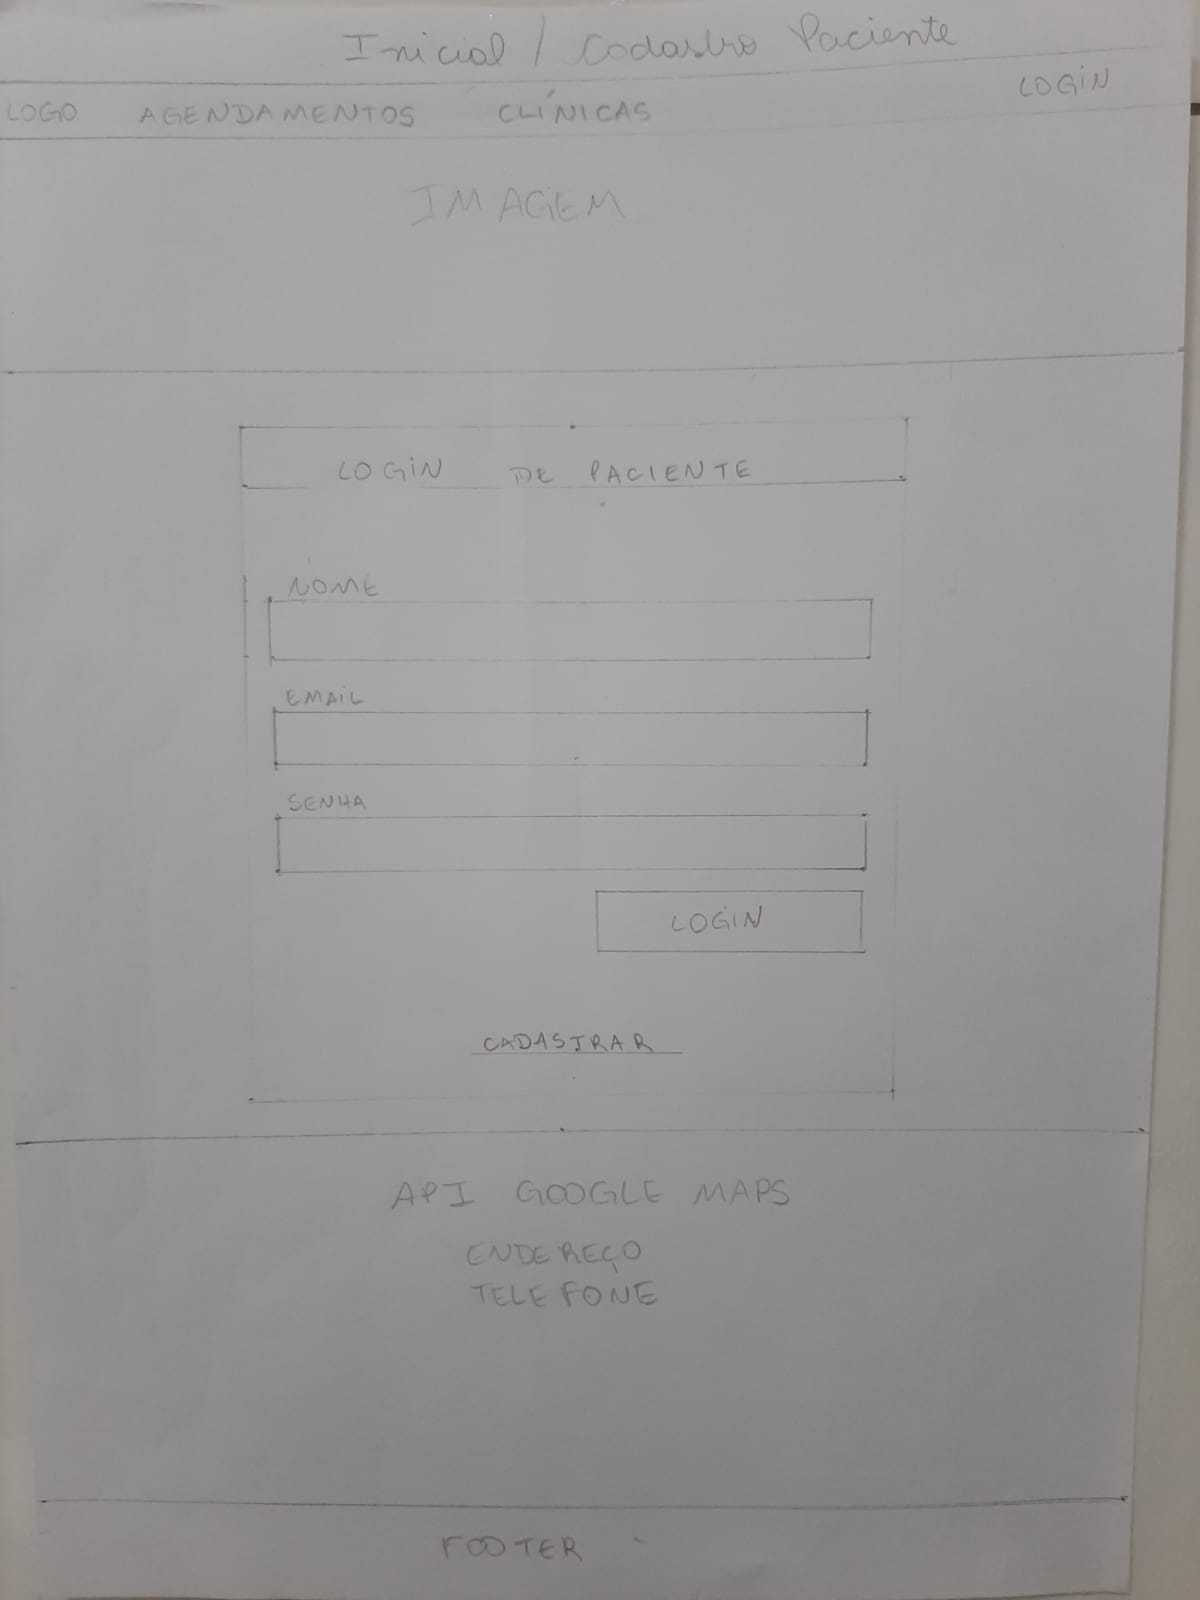 Inicial / Cadastro Paciente
LOGO AGENDAMENTOS CLÍNICAS LOGIN
IMAGEM
LOGIN DE PACIENTE
NOME
EMAIL
SENHA
LOGIN
CADASTRAR
API GOOGLE MAPS
ENDEREÇO
TELEFONE
FOOTER